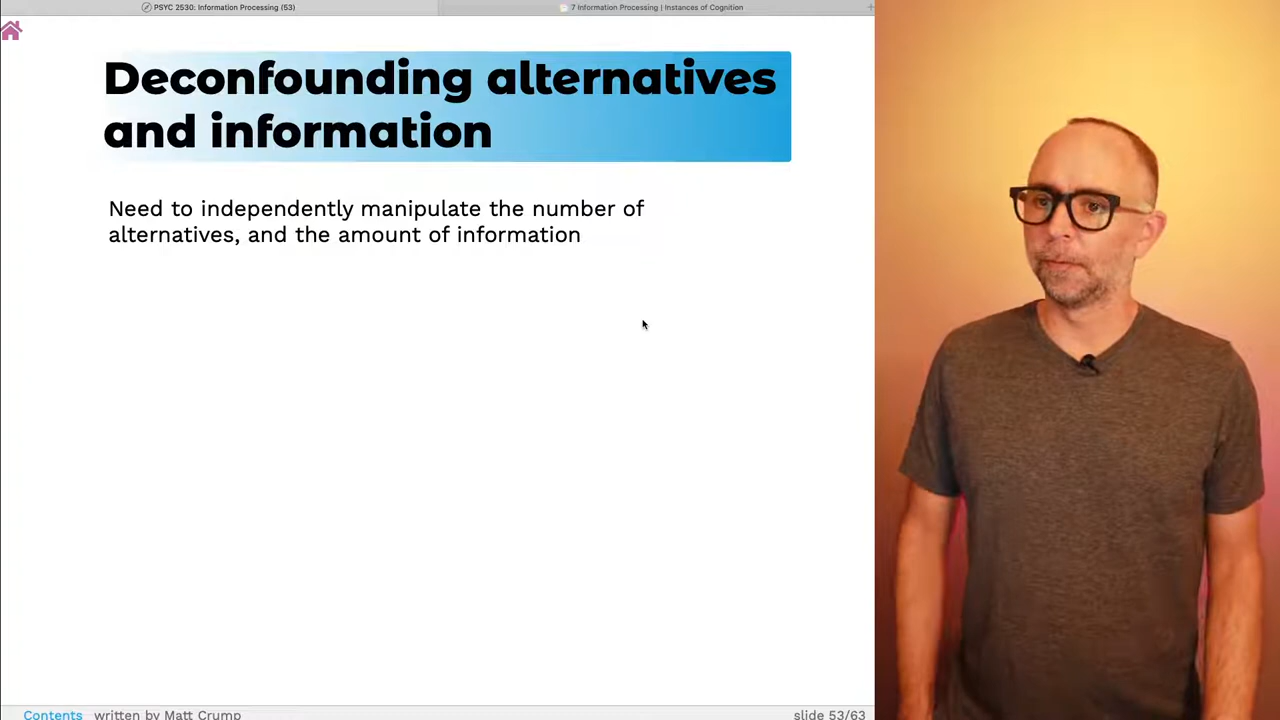 PSYC 2530: Information Processing (53)
7 Information Processing | Instances of Cognition
Deconfounding alternatives
and information
Need to independently manipulate the number of
alternatives, and the amount of information
Contents written by Matt Crump
slide 53/63